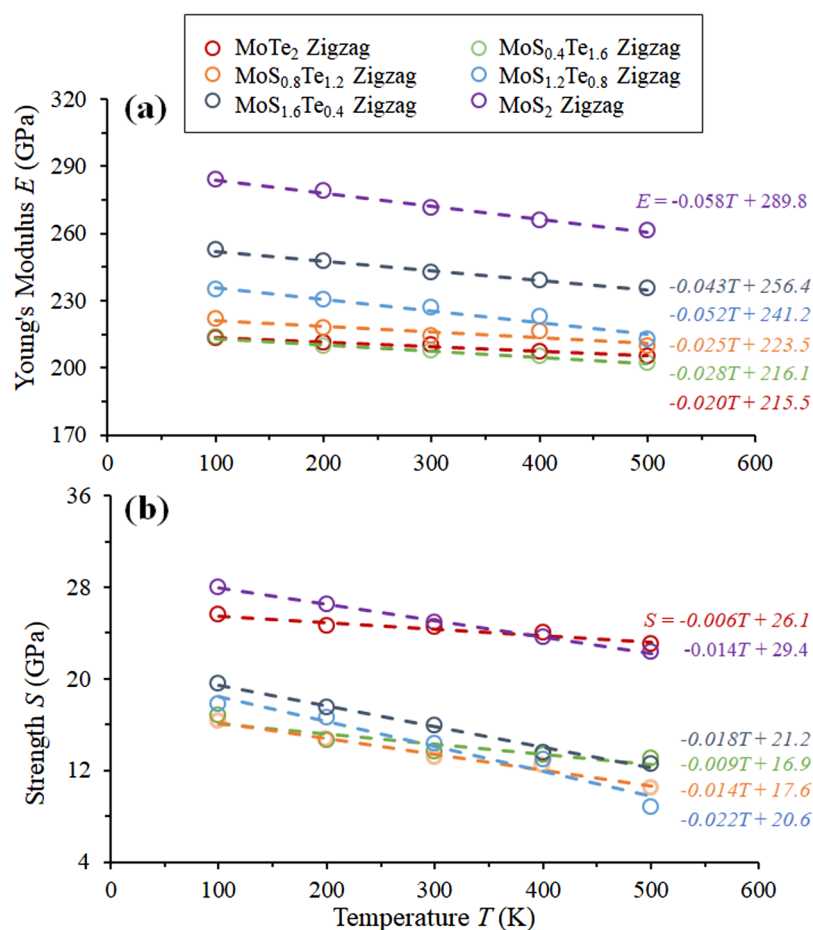 MoTe₂ Zigzag MoS₀.₄Te₁.₆ Zigzag
MoS₀.₈Te₁.₂ Zigzag MoS₁.₂Te₀.₈ Zigzag
MoS₁.₆Te₀.₄ Zigzag MoS₂ Zigzag
(a)
Young's Modulus E (GPa)
320
290
260
230
200
170
E = -0.058T + 289.8
-0.043T + 256.4
-0.052T + 241.2
-0.025T + 223.5
-0.028T + 216.1
-0.020T + 215.5
0 100 200 300 400 500 600
(b)
Strength S (GPa)
36
28
20
12
4
S = -0.006T + 26.1
-0.014T + 29.4
-0.018T + 21.2
-0.009T + 16.9
-0.014T + 17.6
-0.022T + 20.6
0 100 200 300 400 500 600
Temperature T (K)